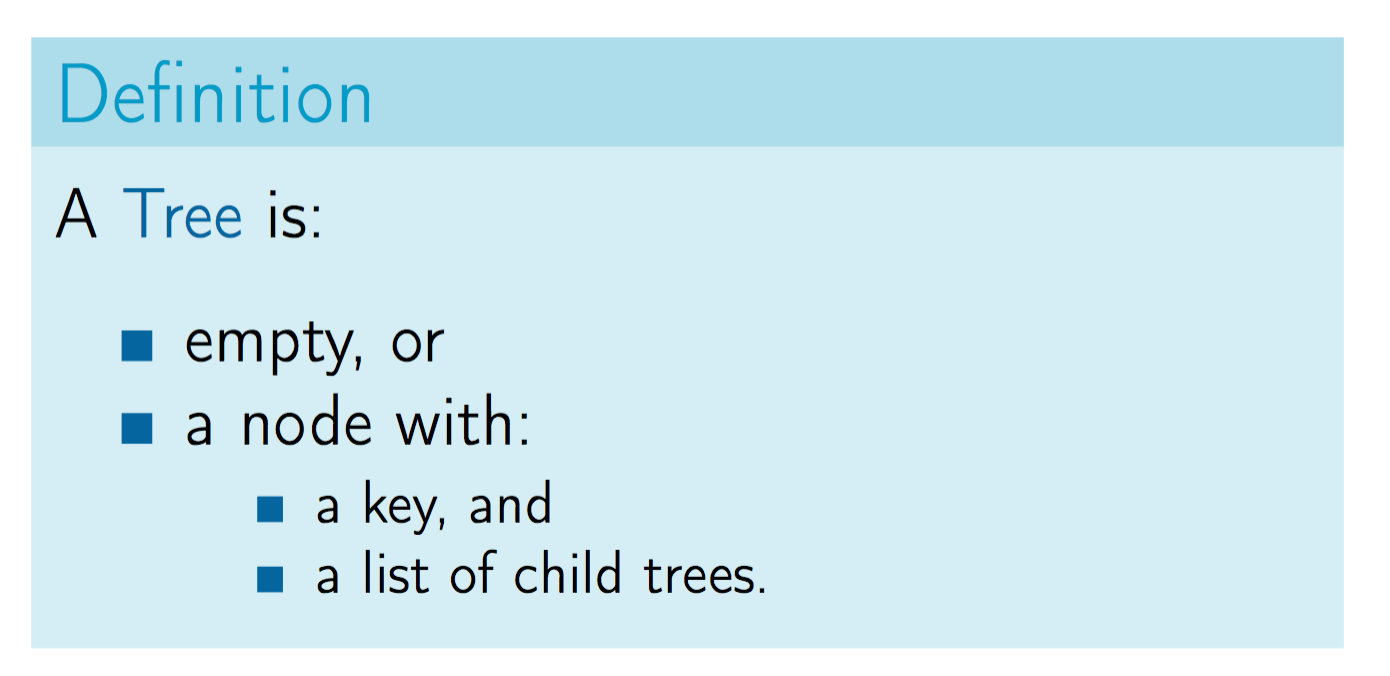 Definition
A Tree is:
empty, or
a node with:
a key, and
a list of child trees.